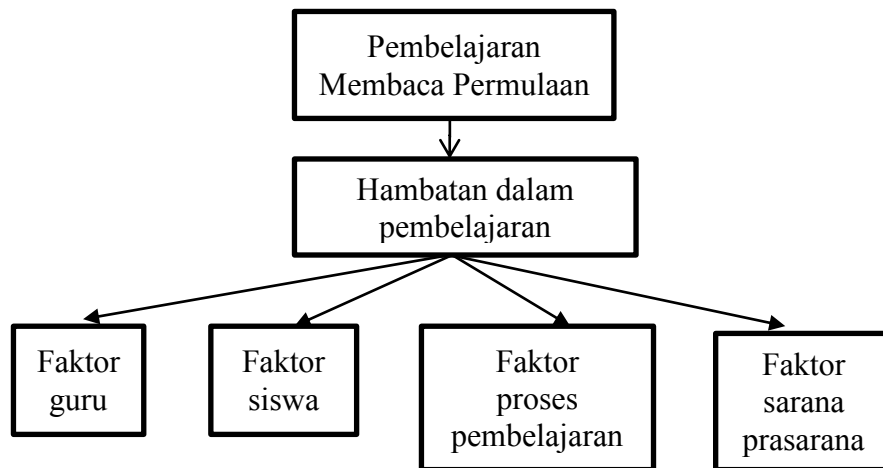 Pembelajaran
Membaca Permulaan
Hambatan dalam
pembelajaran
Faktor
guru
Faktor
siswa
Faktor
proses
pembelajaran
Faktor
sarana
prasarana